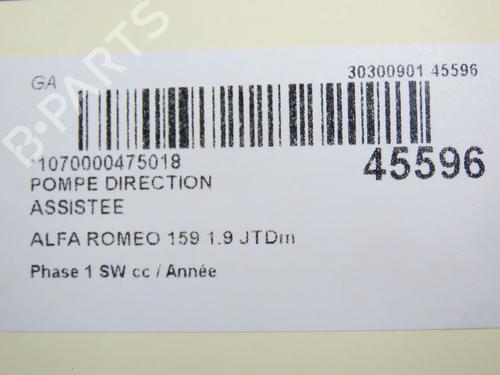 GA
30300901 45596
*1070000475018
45596
POMPE DIRECTION
ASSISTEE
ALFA ROMEO 159 1.9 JTDm
Phase 1 SW cc / Année
B-PARTS